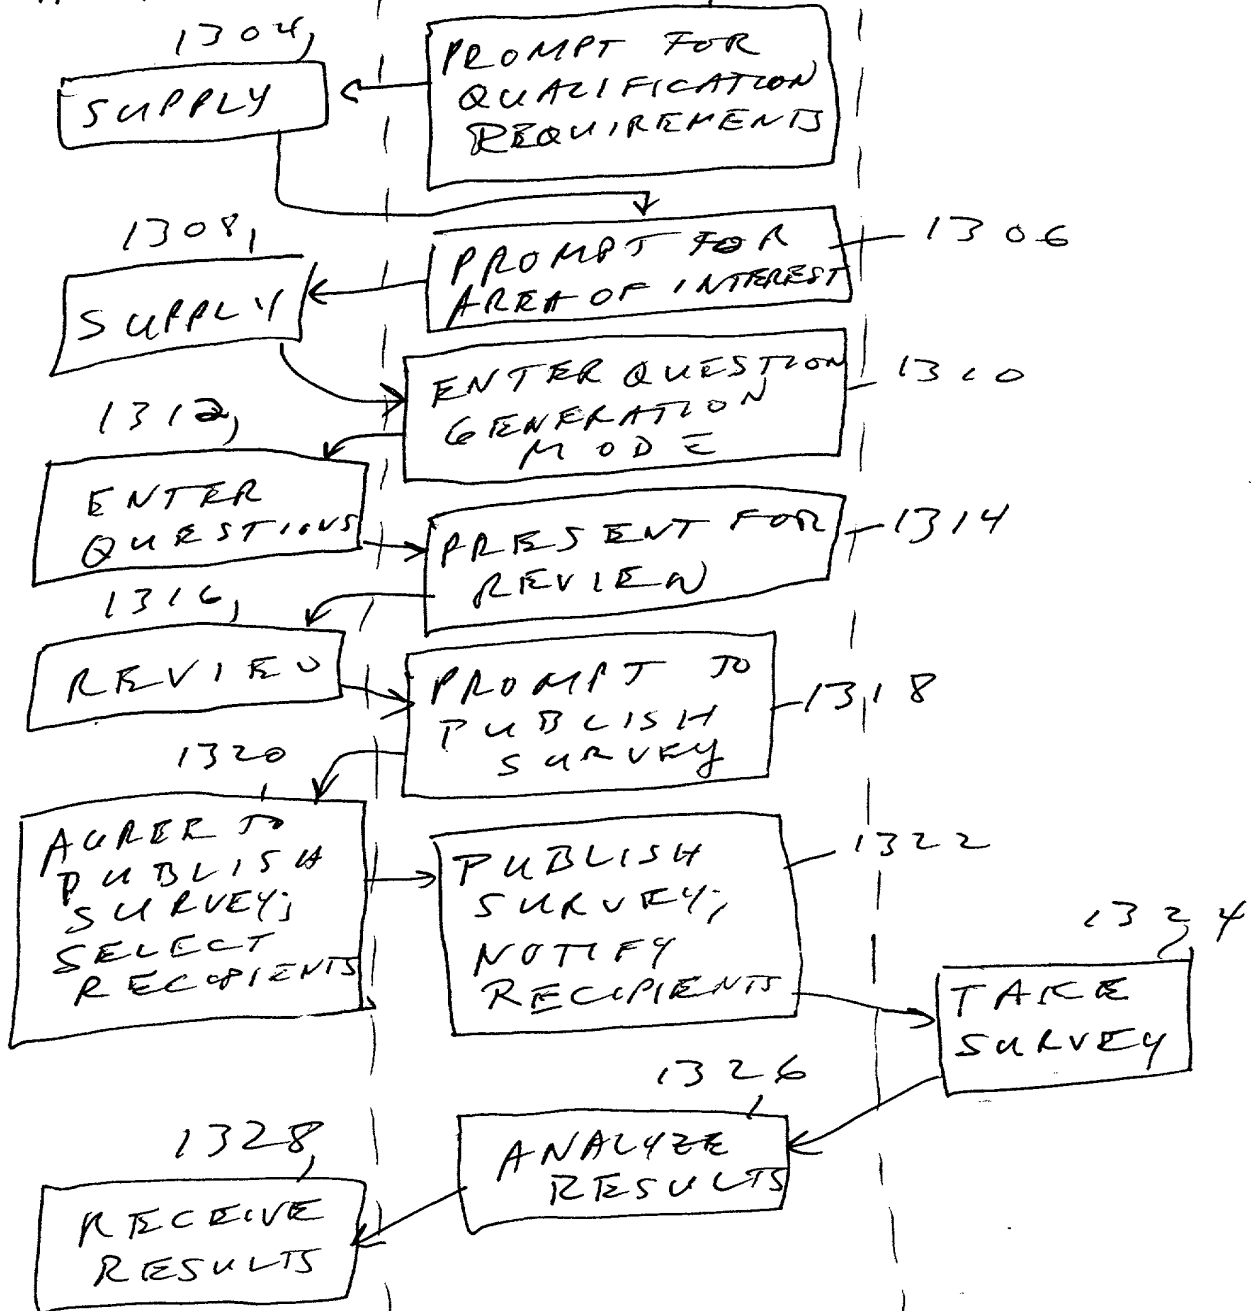 1304,
PROMPT FOR
QUALIFICATION
REQUIREMENTS
SUPPLY
1308,
PROMPT FOR
AREA OF INTEREST
1306
SUPPLY
ENTER QUESTION
GENERATION
MODE
1310
1312,
ENTER
QUESTIONS
PRESENT FOR
REVIEW
1314
1316,
REVIEW
PROMPT TO
PUBLISH
SURVEY
1318
1320
AGREE TO
PUBLISH
SURVEY;
SELECT
RECIPIENTS
PUBLISH
SURVEY;
NOTIFY
RECIPIENTS
1322
1324
TAKE
SURVEY
1326
ANALYZE
RESULTS
1328,
RECEIVE
RESULTS